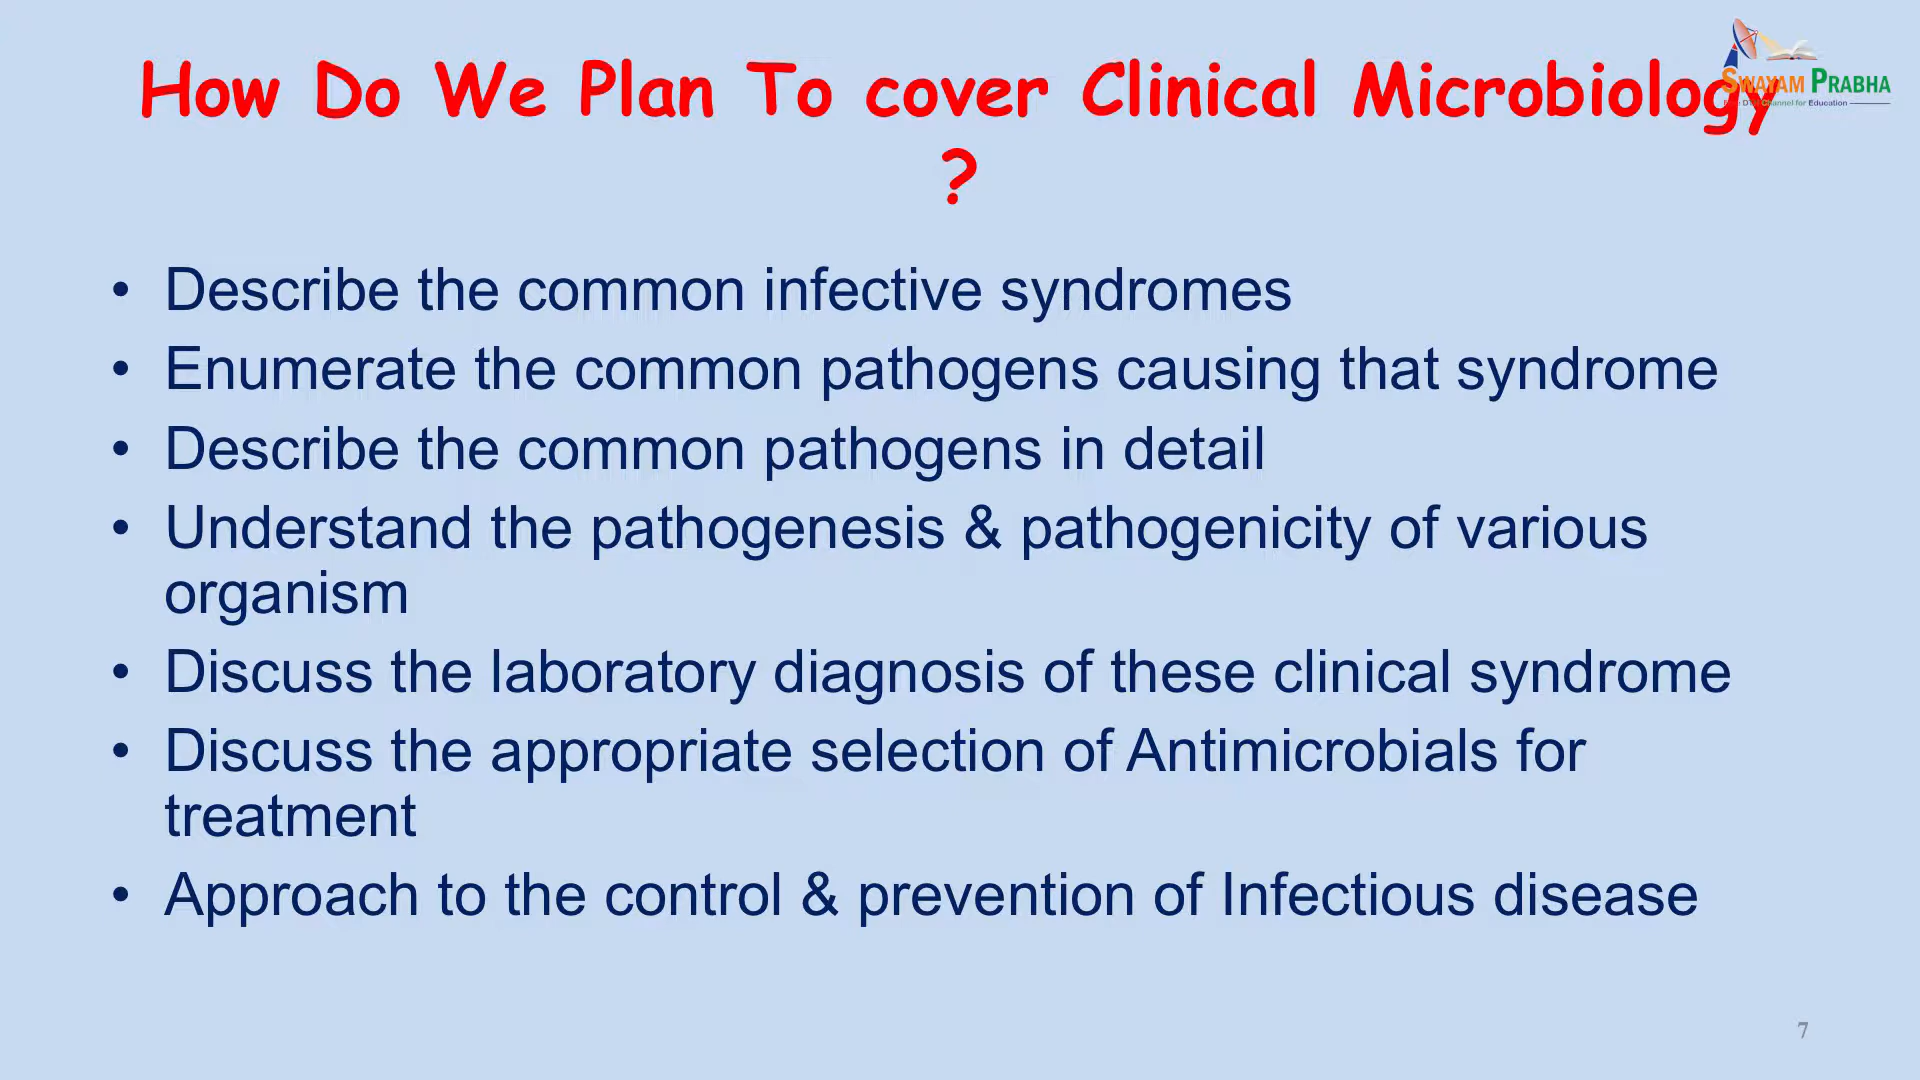 How Do We Plan To cover Clinical Microbiology
?
SWAYAM PRABHA
• Describe the common infective syndromes
• Enumerate the common pathogens causing that syndrome
• Describe the common pathogens in detail
• Understand the pathogenesis & pathogenicity of various
organism
• Discuss the laboratory diagnosis of these clinical syndrome
• Discuss the appropriate selection of Antimicrobials for
treatment
• Approach to the control & prevention of Infectious disease
7